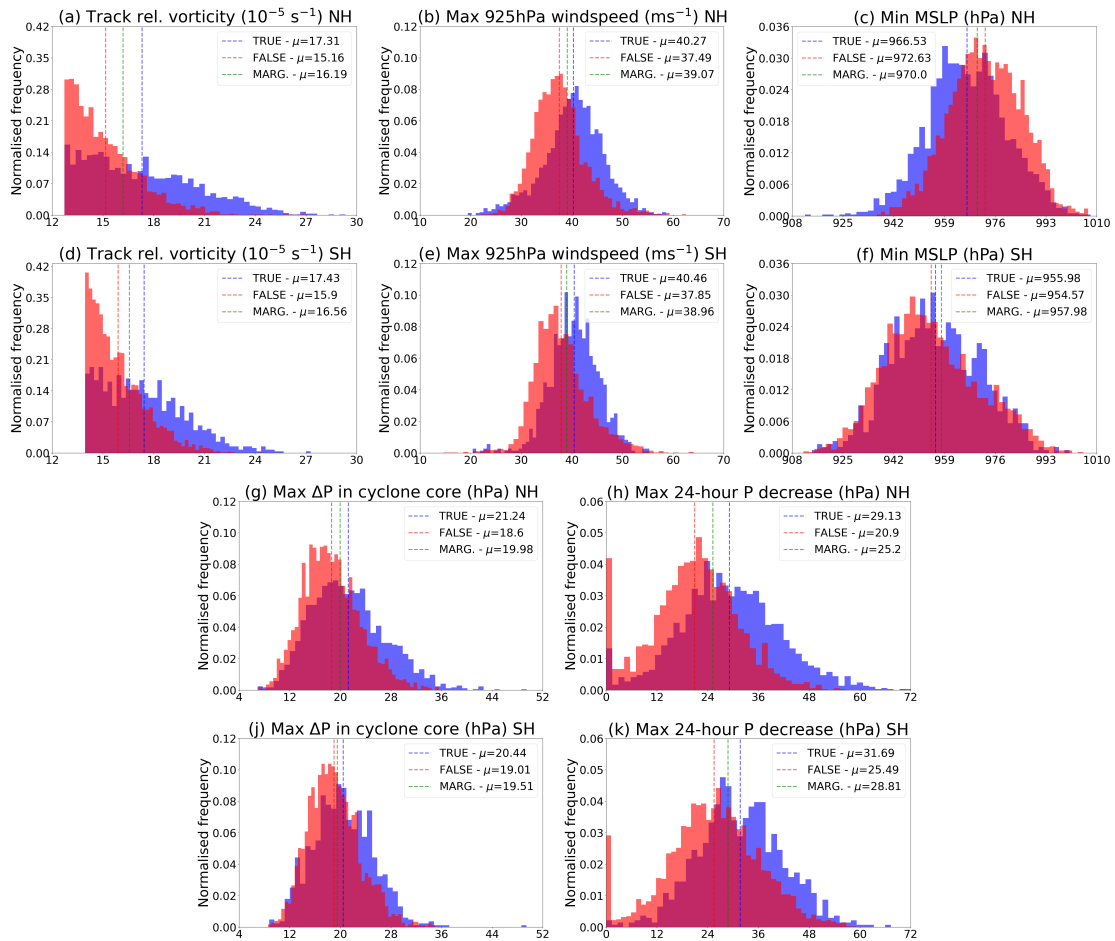 (a) Track rel. vorticity (10⁻⁵ s⁻¹) NH
Normalised frequency
0.42
0.35
0.28
0.21
0.14
0.07
0.00
12 15 18 21 24 27 30
TRUE - μ=17.31
FALSE - μ=15.16
MARG. - μ=16.19
(b) Max 925hPa windspeed (ms⁻¹) NH
Normalised frequency
0.12
0.10
0.08
0.06
0.04
0.02
0.00
10 20 30 40 50 60 70
TRUE - μ=40.27
FALSE - μ=37.49
MARG. - μ=39.07
(c) Min MSLP (hPa) NH
Normalised frequency
0.036
0.030
0.024
0.018
0.012
0.006
0.000
908 925 942 959 976 993 1010
TRUE - μ=966.53
FALSE - μ=972.63
MARG. - μ=970.0
(d) Track rel. vorticity (10⁻⁵ s⁻¹) SH
Normalised frequency
0.42
0.35
0.28
0.21
0.14
0.07
0.00
12 15 18 21 24 27 30
TRUE - μ=17.43
FALSE - μ=15.9
MARG. - μ=16.56
(e) Max 925hPa windspeed (ms⁻¹) SH
Normalised frequency
0.12
0.10
0.08
0.06
0.04
0.02
0.00
10 20 30 40 50 60 70
TRUE - μ=40.46
FALSE - μ=37.85
MARG. - μ=38.96
(f) Min MSLP (hPa) SH
Normalised frequency
0.036
0.030
0.024
0.018
0.012
0.006
0.000
908 925 942 959 976 993 1010
TRUE - μ=955.98
FALSE - μ=954.57
MARG. - μ=957.98
(g) Max ΔP in cyclone core (hPa) NH
Normalised frequency
0.12
0.10
0.08
0.06
0.04
0.02
0.00
4 12 20 28 36 44 52
TRUE - μ=21.24
FALSE - μ=18.6
MARG. - μ=19.98
(h) Max 24-hour P decrease (hPa) NH
Normalised frequency
0.06
0.05
0.04
0.03
0.02
0.01
0.00
0 12 24 36 48 60 72
TRUE - μ=29.13
FALSE - μ=20.9
MARG. - μ=25.2
(j) Max ΔP in cyclone core (hPa) SH
Normalised frequency
0.12
0.10
0.08
0.06
0.04
0.02
0.00
4 12 20 28 36 44 52
TRUE - μ=20.44
FALSE - μ=19.01
MARG. - μ=19.51
(k) Max 24-hour P decrease (hPa) SH
Normalised frequency
0.06
0.05
0.04
0.03
0.02
0.01
0.00
0 12 24 36 48 60 72
TRUE - μ=31.69
FALSE - μ=25.49
MARG. - μ=28.81